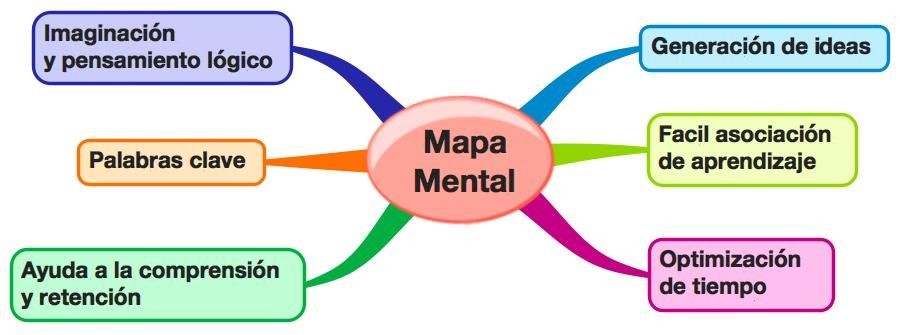 Imaginación
y pensamiento lógico
Palabras clave
Ayuda a la comprensión
y retención
Mapa
Mental
Generación de ideas
Facil asociación
de aprendizaje
Optimización
de tiempo